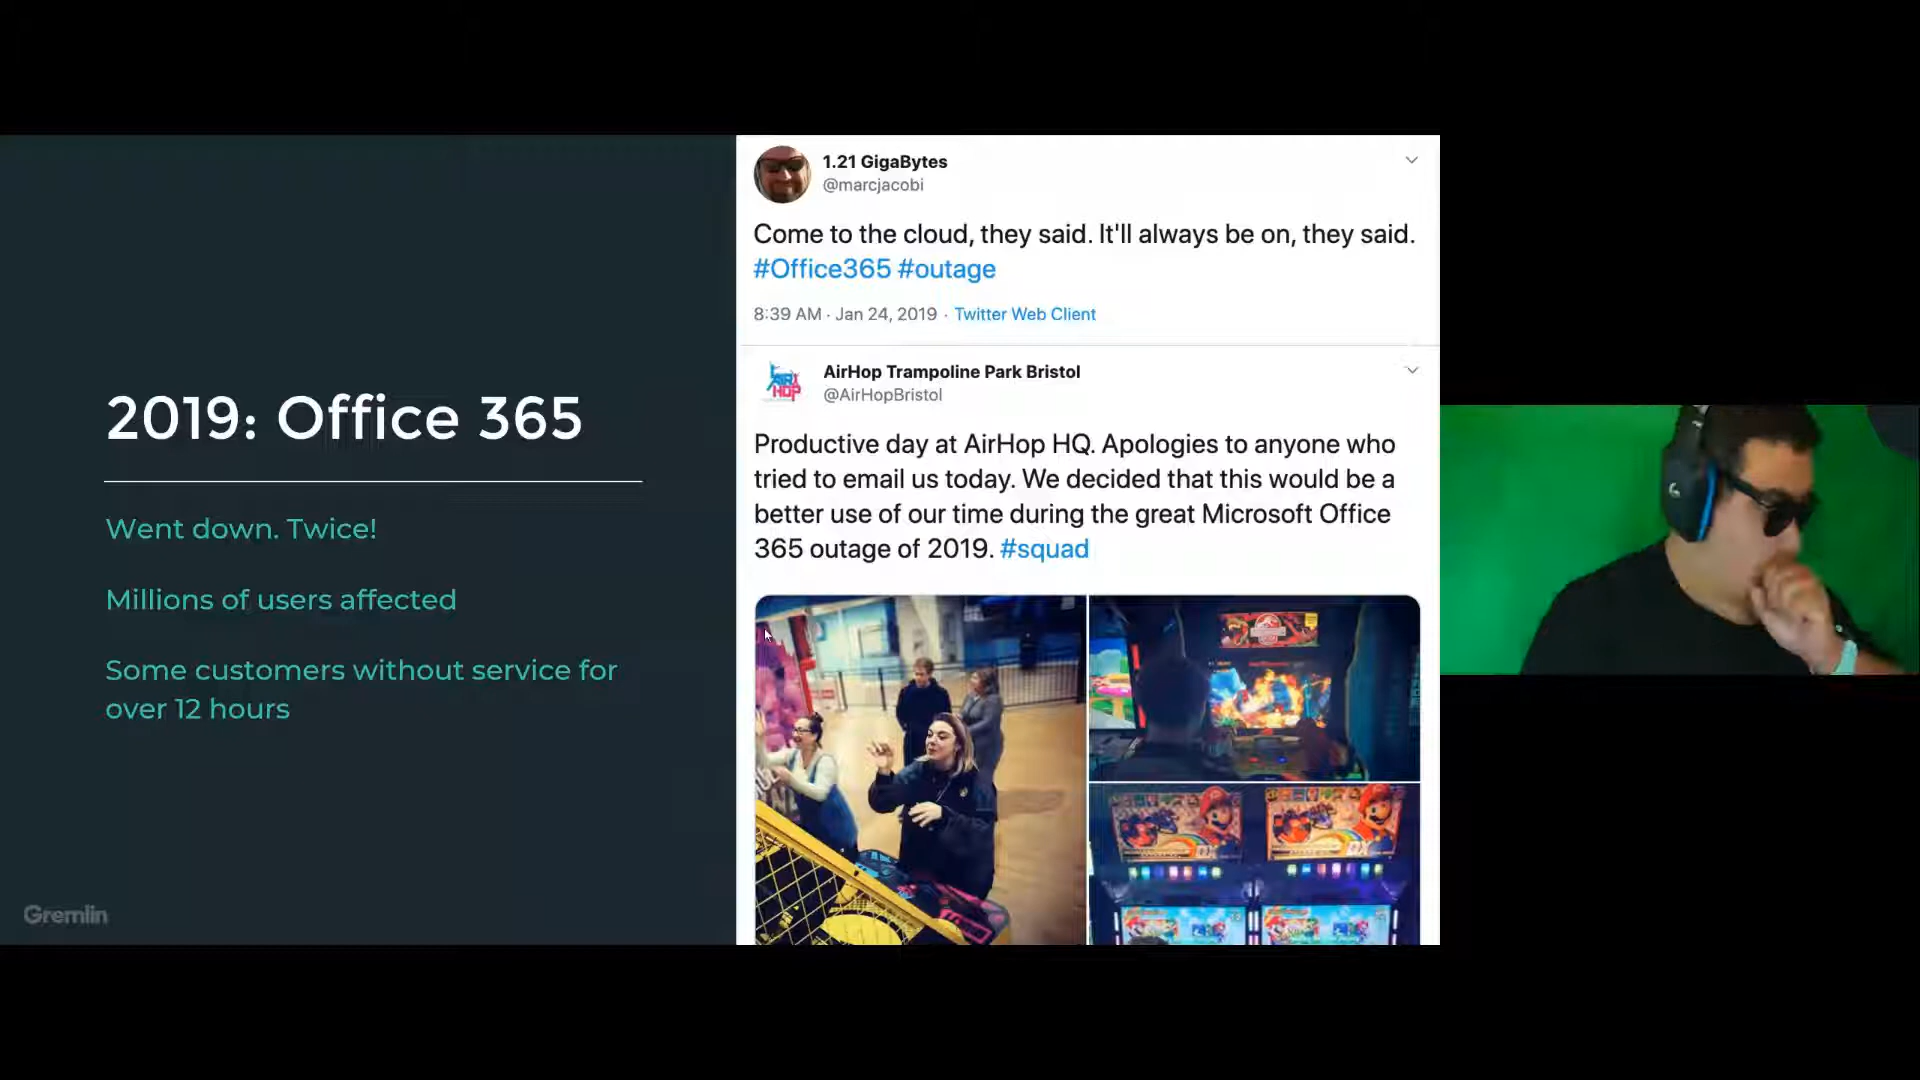 2019: Office 365
Went down. Twice!
Millions of users affected
Some customers without service for
over 12 hours
Gremlin
1.21 GigaBytes
@marcjacobi
Come to the cloud, they said. It'll always be on, they said.
#Office365 #outage
8:39 AM · Jan 24, 2019 · Twitter Web Client
AIR
HOP
AirHop Trampoline Park Bristol
@AirHopBristol
Productive day at AirHop HQ. Apologies to anyone who
tried to email us today. We decided that this would be a
better use of our time during the great Microsoft Office
365 outage of 2019. #squad
DX